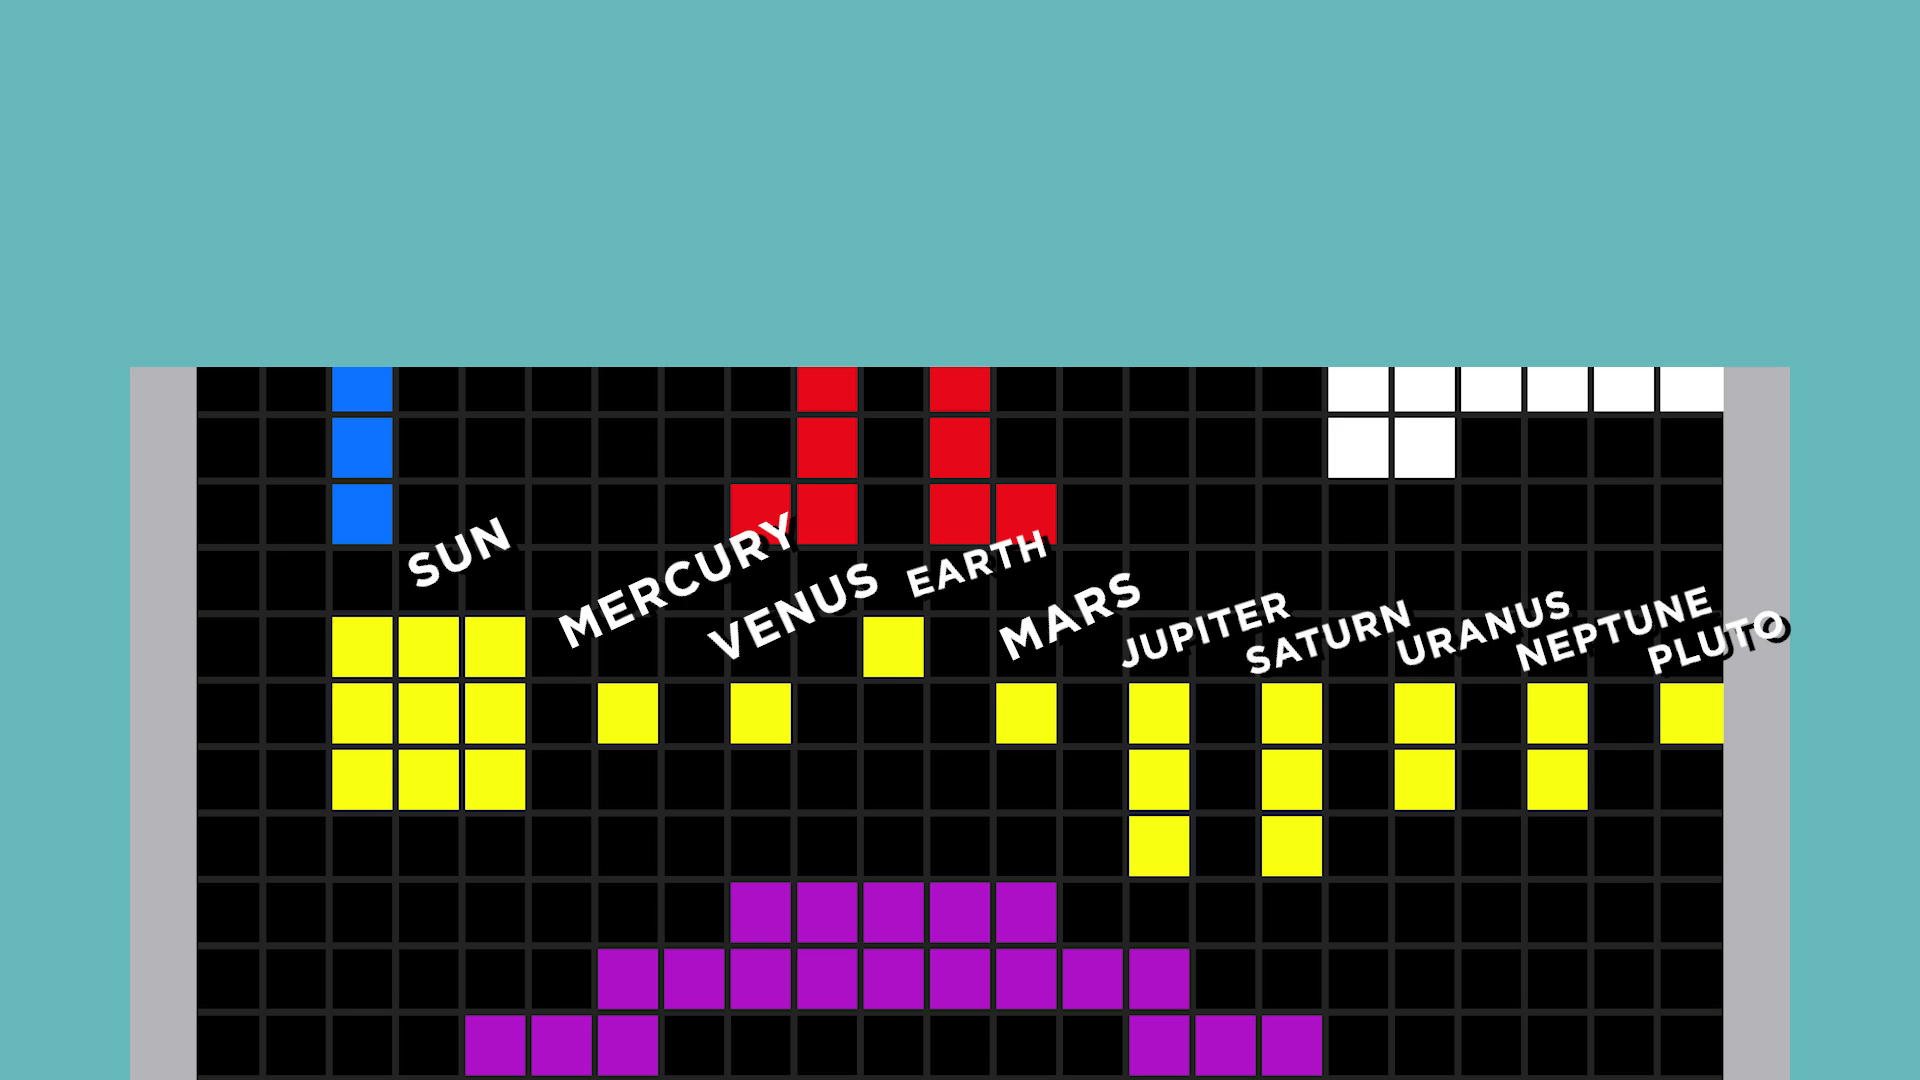 SUN
MERCURY
VENUS
EARTH
MARS
JUPITER
SATURN
URANUS
NEPTUNE
PLUTO